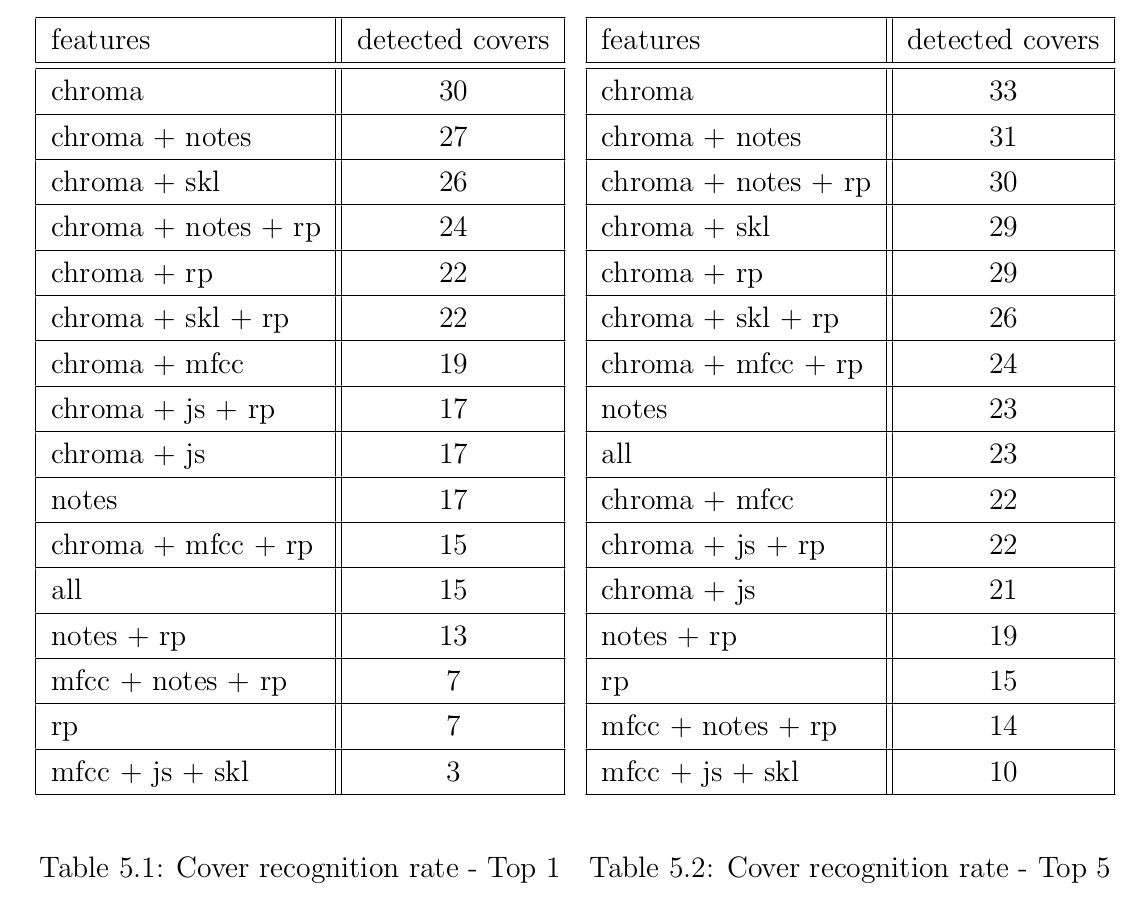 features detected covers
chroma 30
chroma + notes 27
chroma + skl 26
chroma + notes + rp 24
chroma + rp 22
chroma + skl + rp 22
chroma + mfcc 19
chroma + js + rp 17
chroma + js 17
notes 17
chroma + mfcc + rp 15
all 15
notes + rp 13
mfcc + notes + rp 7
rp 7
mfcc + js + skl 3
Table 5.1: Cover recognition rate - Top 1
features detected covers
chroma 33
chroma + notes 31
chroma + notes + rp 30
chroma + skl 29
chroma + rp 29
chroma + skl + rp 26
chroma + mfcc + rp 24
notes 23
all 23
chroma + mfcc 22
chroma + js + rp 22
chroma + js 21
notes + rp 19
rp 15
mfcc + notes + rp 14
mfcc + js + skl 10
Table 5.2: Cover recognition rate - Top 5